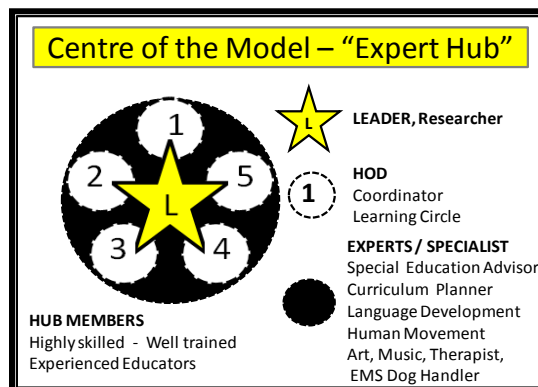 Centre of the Model – “Expert Hub”
1
2
5
L
3
4
HUB MEMBERS
Highly skilled - Well trained
Experienced Educators
L
LEADER, Researcher
1
HOD
Coordinator
Learning Circle
EXPERTS / SPECIALIST
Special Education Advisor
Curriculum Planner
Language Development
Human Movement
Art, Music, Therapist,
EMS Dog Handler